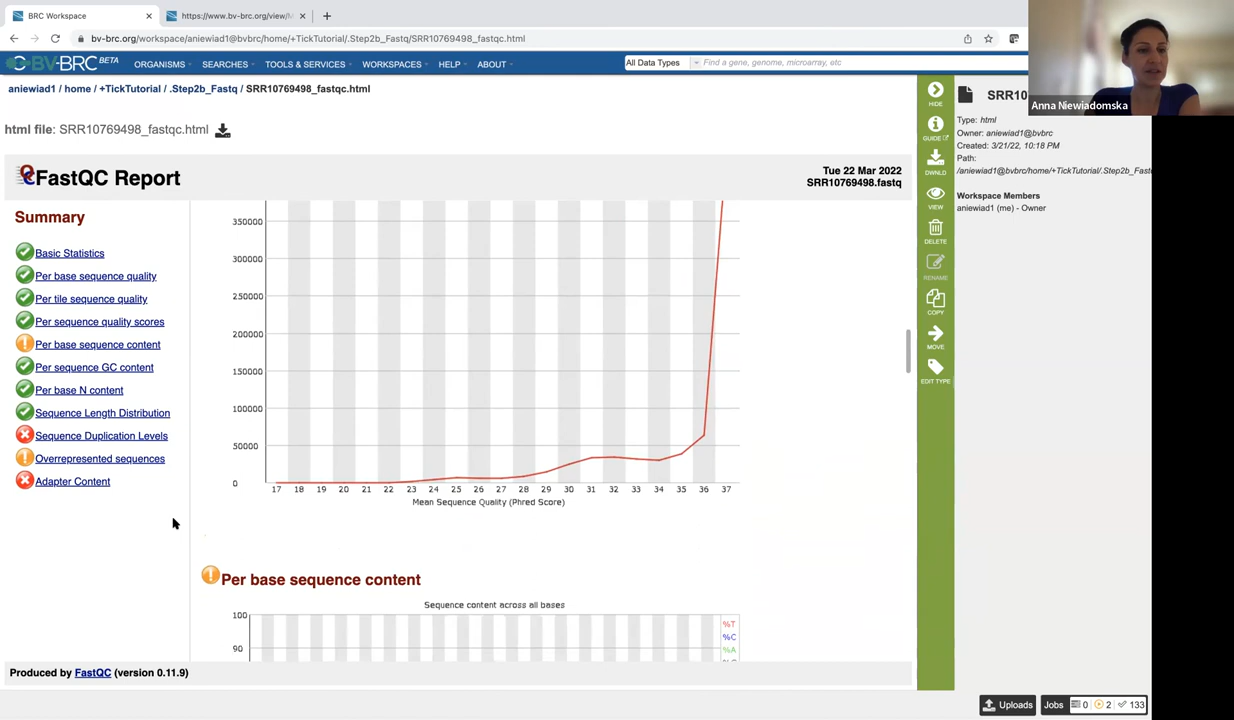 BRC Workspace
https://www.bv-brc.org/view/
bv-brc.org/workspace/aniewiad1@bvbrc/home/+TickTutorial/.Step2b_Fastq/SRR10769498_fastqc.html
BV-BRC BETA
ORGANISMS
SEARCHES
TOOLS & SERVICES
WORKSPACES
HELP
ABOUT
All Data Types
Find a gene, genome, microarray, etc
Anna Niewiadomska
aniewiad1 / home / +TickTutorial / .Step2b_Fastq / SRR10769498_fastqc.html
html file: SRR10769498_fastqc.html
FastQC Report
Tue 22 Mar 2022
SRR10769498.fastq
Summary
Basic Statistics
Per base sequence quality
Per tile sequence quality
Per sequence quality scores
Per base sequence content
Per sequence GC content
Per base N content
Sequence Length Distribution
Sequence Duplication Levels
Overrepresented sequences
Adapter Content
350000
300000
250000
200000
150000
100000
50000
0
17 18 19 20 21 22 23 24 25 26 27 28 29 30 31 32 33 34 35 36 37
Mean Sequence Quality (Phred Score)
Per base sequence content
Sequence content across all bases
100
90
%T
%C
%A
Produced by FastQC (version 0.11.9)
HIDE
GUIDE
DWNLD
VIEW
DELETE
RENAME
COPY
MOVE
EDIT TYPE
SRR10
Type: html
Owner: aniewiad1@bvbrc
Created: 3/21/22, 10:18 PM
Path:
/aniewiad1@bvbrc/home/+TickTutorial/.Step2b_Fast
Workspace Members
aniewiad1 (me) - Owner
Uploads
Jobs
0
2
133